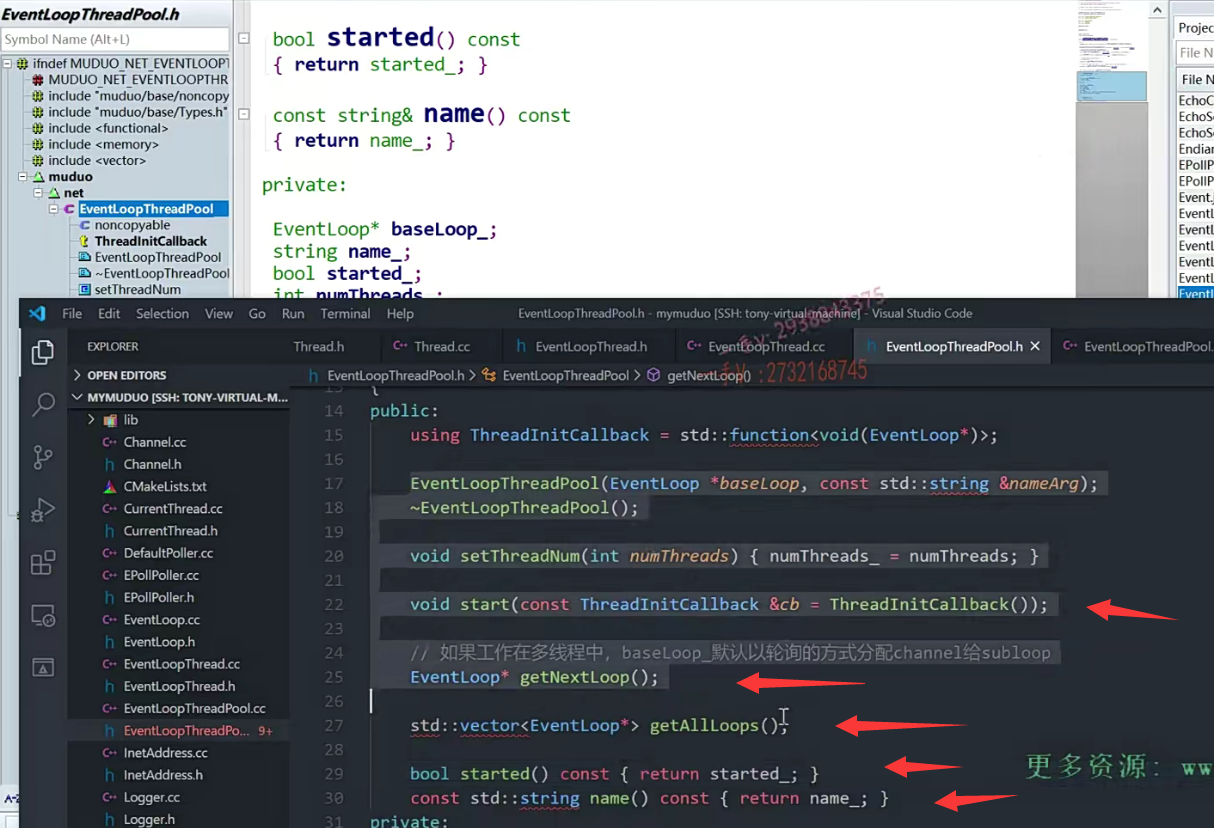 EventLoopThreadPool.h
Symbol Name (Alt+L)
ifndef MUDUO_NET_EVENTLOOPT
MUDUO_NET_EVENTLOOPTHR
include "muduo/base/noncopy
include "muduo/base/Types.h"
include <functional>
include <memory>
include <vector>
muduo
net
EventLoopThreadPool
noncopyable
ThreadInitCallback
EventLoopThreadPool
~EventLoopThreadPool
setThreadNum
A-Z
bool started() const
{ return started_; }
const string& name() const
{ return name_; }
private:
EventLoop* baseLoop_;
string name_;
bool started_;
int numThreads_;
Projec
File N
File N
EchoC
EchoSe
EchoSe
Endian
EPollP
EPollP
Event.
EventL
EventL
EventL
EventL
EventL
EventL
File Edit Selection View Go Run Terminal Help
EventLoopThreadPool.h - mymuduo [SSH: tony-virtual-machine] - Visual Studio Code
EXPLORER
Thread.h
Thread.cc
EventLoopThread.h
EventLoopThread.cc
EventLoopThreadPool.h
EventLoopThreadPool.
OPEN EDITORS
MYMUDUO [SSH: TONY-VIRTUAL-M...
lib
Channel.cc
Channel.h
CMakeLists.txt
CurrentThread.cc
CurrentThread.h
DefaultPoller.cc
EPollPoller.cc
EPollPoller.h
EventLoop.cc
EventLoop.h
EventLoopThread.cc
EventLoopThread.h
EventLoopThreadPool.cc
EventLoopThreadPo... 9+
InetAddress.cc
InetAddress.h
Logger.cc
Logger.h
EventLoopThreadPool.h > EventLoopThreadPool > getNextLoop()
13 {
14 public:
15 using ThreadInitCallback = std::function<void(EventLoop*)>;
16
17 EventLoopThreadPool(EventLoop *baseLoop, const std::string &nameArg);
18 ~EventLoopThreadPool();
19
20 void setThreadNum(int numThreads) { numThreads_ = numThreads; }
21
22 void start(const ThreadInitCallback &cb = ThreadInitCallback());
23
24 // 如果工作在多线程中，baseLoop_默认以轮询的方式分配channel给subloop
25 EventLoop* getNextLoop();
26
27 std::vector<EventLoop*> getAllLoops();
28
29 bool started() const { return started_; }
30 const std::string name() const { return name_; }
31 private:
:2732168745
更多资源： ww